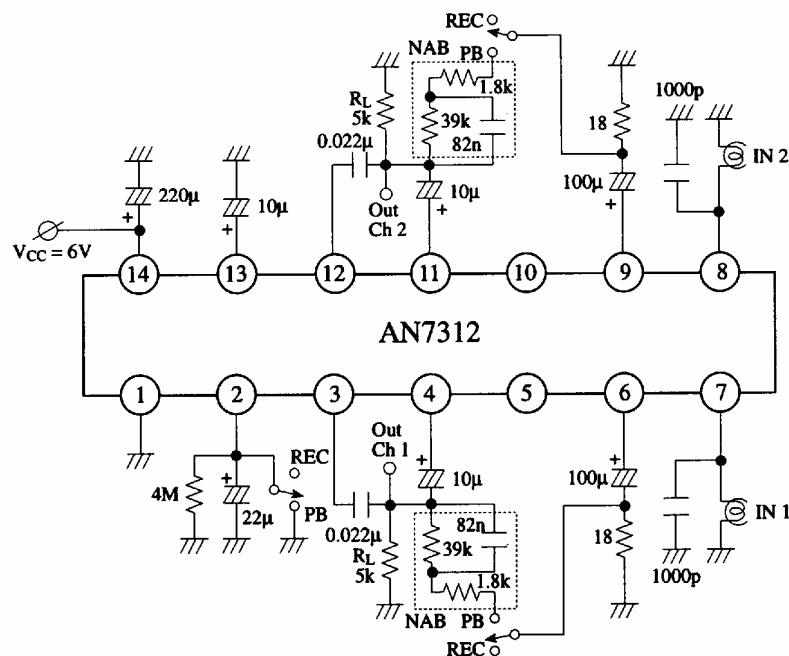 REC
NAB PB
1.8k
RL
5k
39k
82n
0.022μ
10μ
Out
Ch 2
18
100μ
1000p
IN 2
220μ
10μ
+
+
+
+
VCC = 6V
14 13 12 11 10 9 8
AN7312
1 2 3 4 5 6 7
Out
Ch 1
REC
PB
4M
+
22μ
0.022μ
RL
5k
+
10μ
82n
39k
1.8k
NAB PB
REC
+
100μ
18
1000p
IN 1